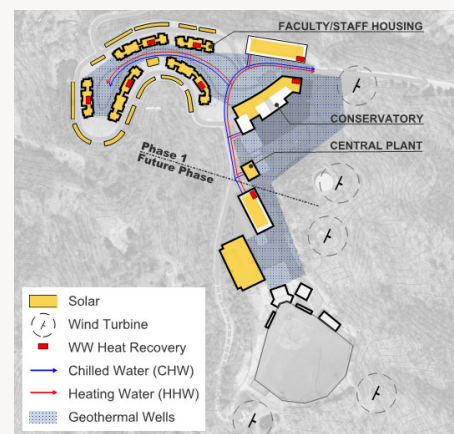 FACULTY/STAFF HOUSING
CONSERVATORY
CENTRAL PLANT
Phase 1
Future Phase
Solar
Wind Turbine
WW Heat Recovery
Chilled Water (CHW)
Heating Water (HHW)
Geothermal Wells